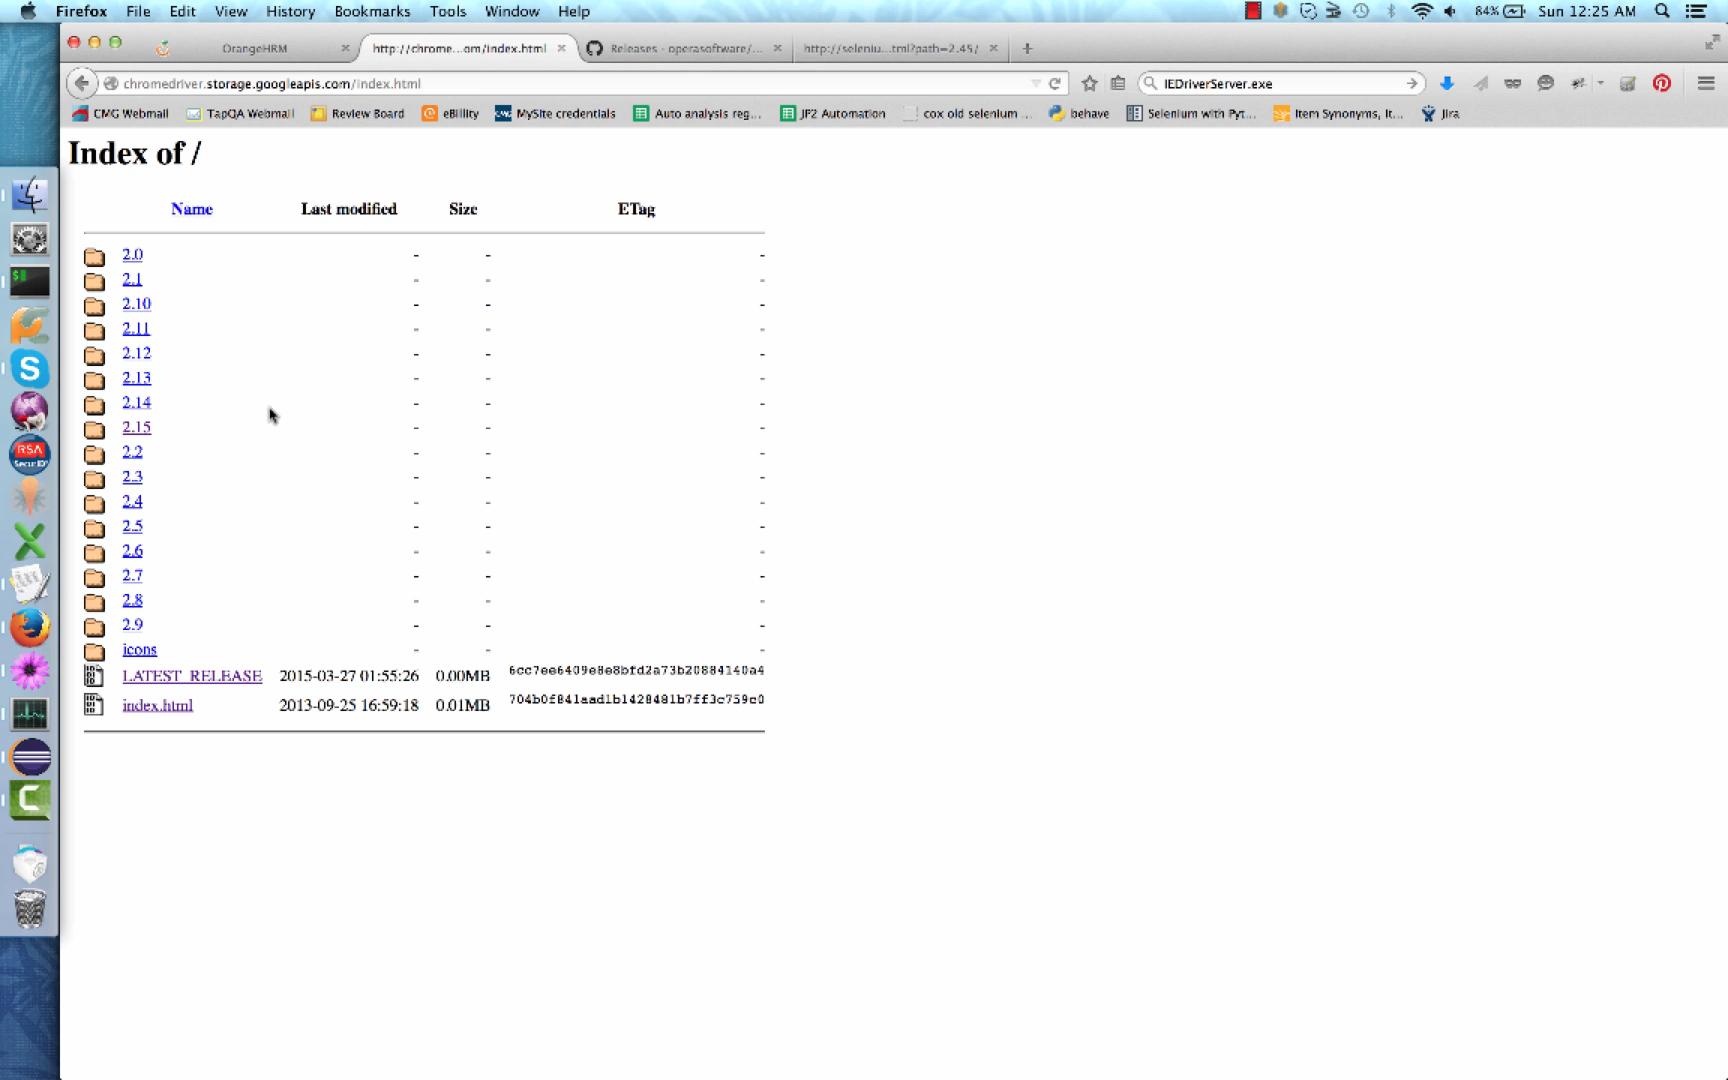 Firefox File Edit View History Bookmarks Tools Window Help 84% Sun 12:25 AM
OrangeHRM http://chrome...om/index.html Releases · operasoftware/... http://seleniu...tml?path=2.45/
chromedriver.storage.googleapis.com/index.html IEDriverServer.exe
CMG Webmail TapQA Webmail Review Board eBillity MySite credentials Auto analysis reg... JP2 Automation cox old selenium ... behave Selenium with Pyt... Item Synonyms, It... Jira
Index of /
Name Last modified Size ETag
2.0 - - -
2.1 - - -
2.10 - - -
2.11 - - -
2.12 - - -
2.13 - - -
2.14 - - -
2.15 - - -
2.2 - - -
2.3 - - -
2.4 - - -
2.5 - - -
2.6 - - -
2.7 - - -
2.8 - - -
2.9 - - -
icons - - -
LATEST_RELEASE 2015-03-27 01:55:26 0.00MB 6cc7ee6409e8e8bfd2a73b20884140a4
index.html 2013-09-25 16:59:18 0.01MB 704b0f841aad1b1428481b7ff3c759c0
RSA
SecurID